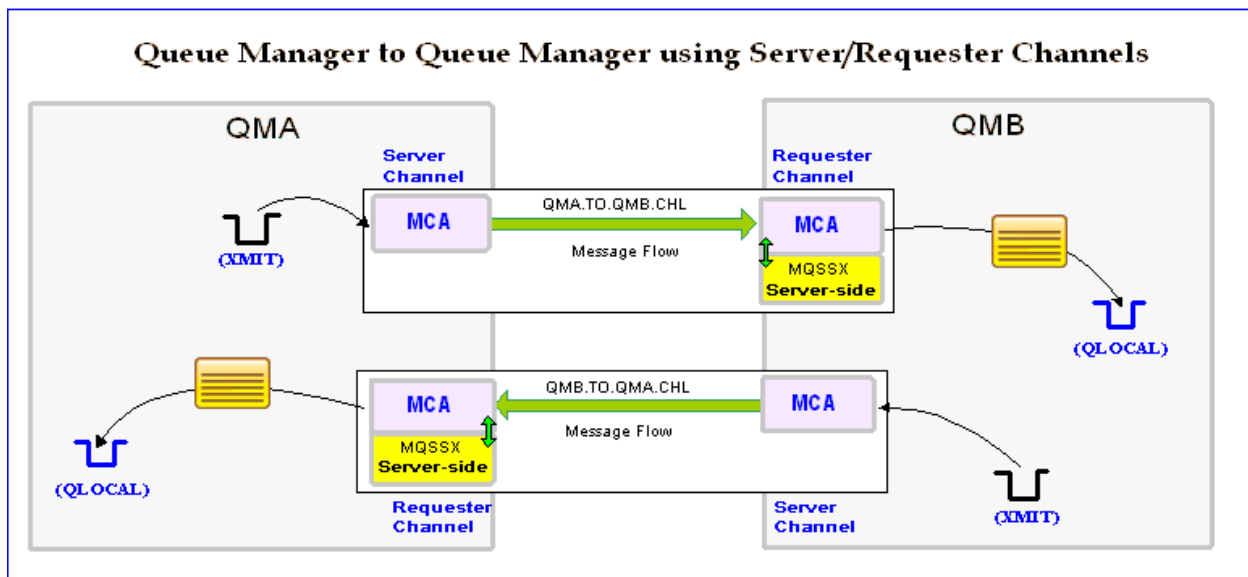 Queue Manager to Queue Manager using Server/Requester Channels
QMA
QMB
Server
Channel
Requester
Channel
MCA
QMA.TO.QMB.CHL
Message Flow
MCA
MQSSX
Server-side
(XMIT)
(QLOCAL)
MCA
MQSSX
Server-side
QMB.TO.QMA.CHL
Message Flow
MCA
(QLOCAL)
(XMIT)
Requester
Channel
Server
Channel